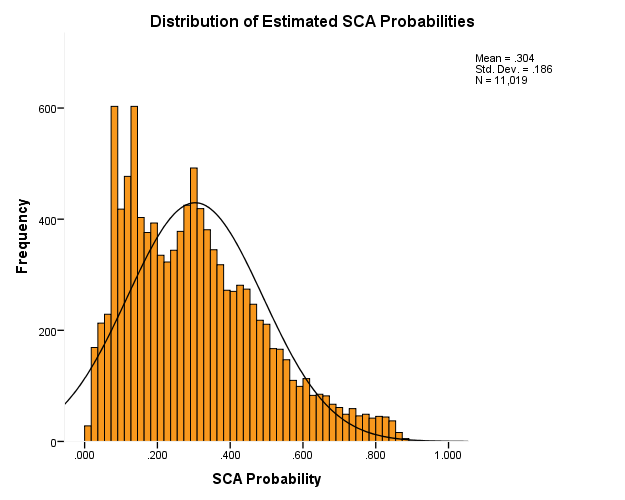 Distribution of Estimated SCA Probabilities
Mean = .304
Std. Dev. = .186
N = 11,019
Frequency
600
400
200
0
.000 .200 .400 .600 .800 1.000
SCA Probability